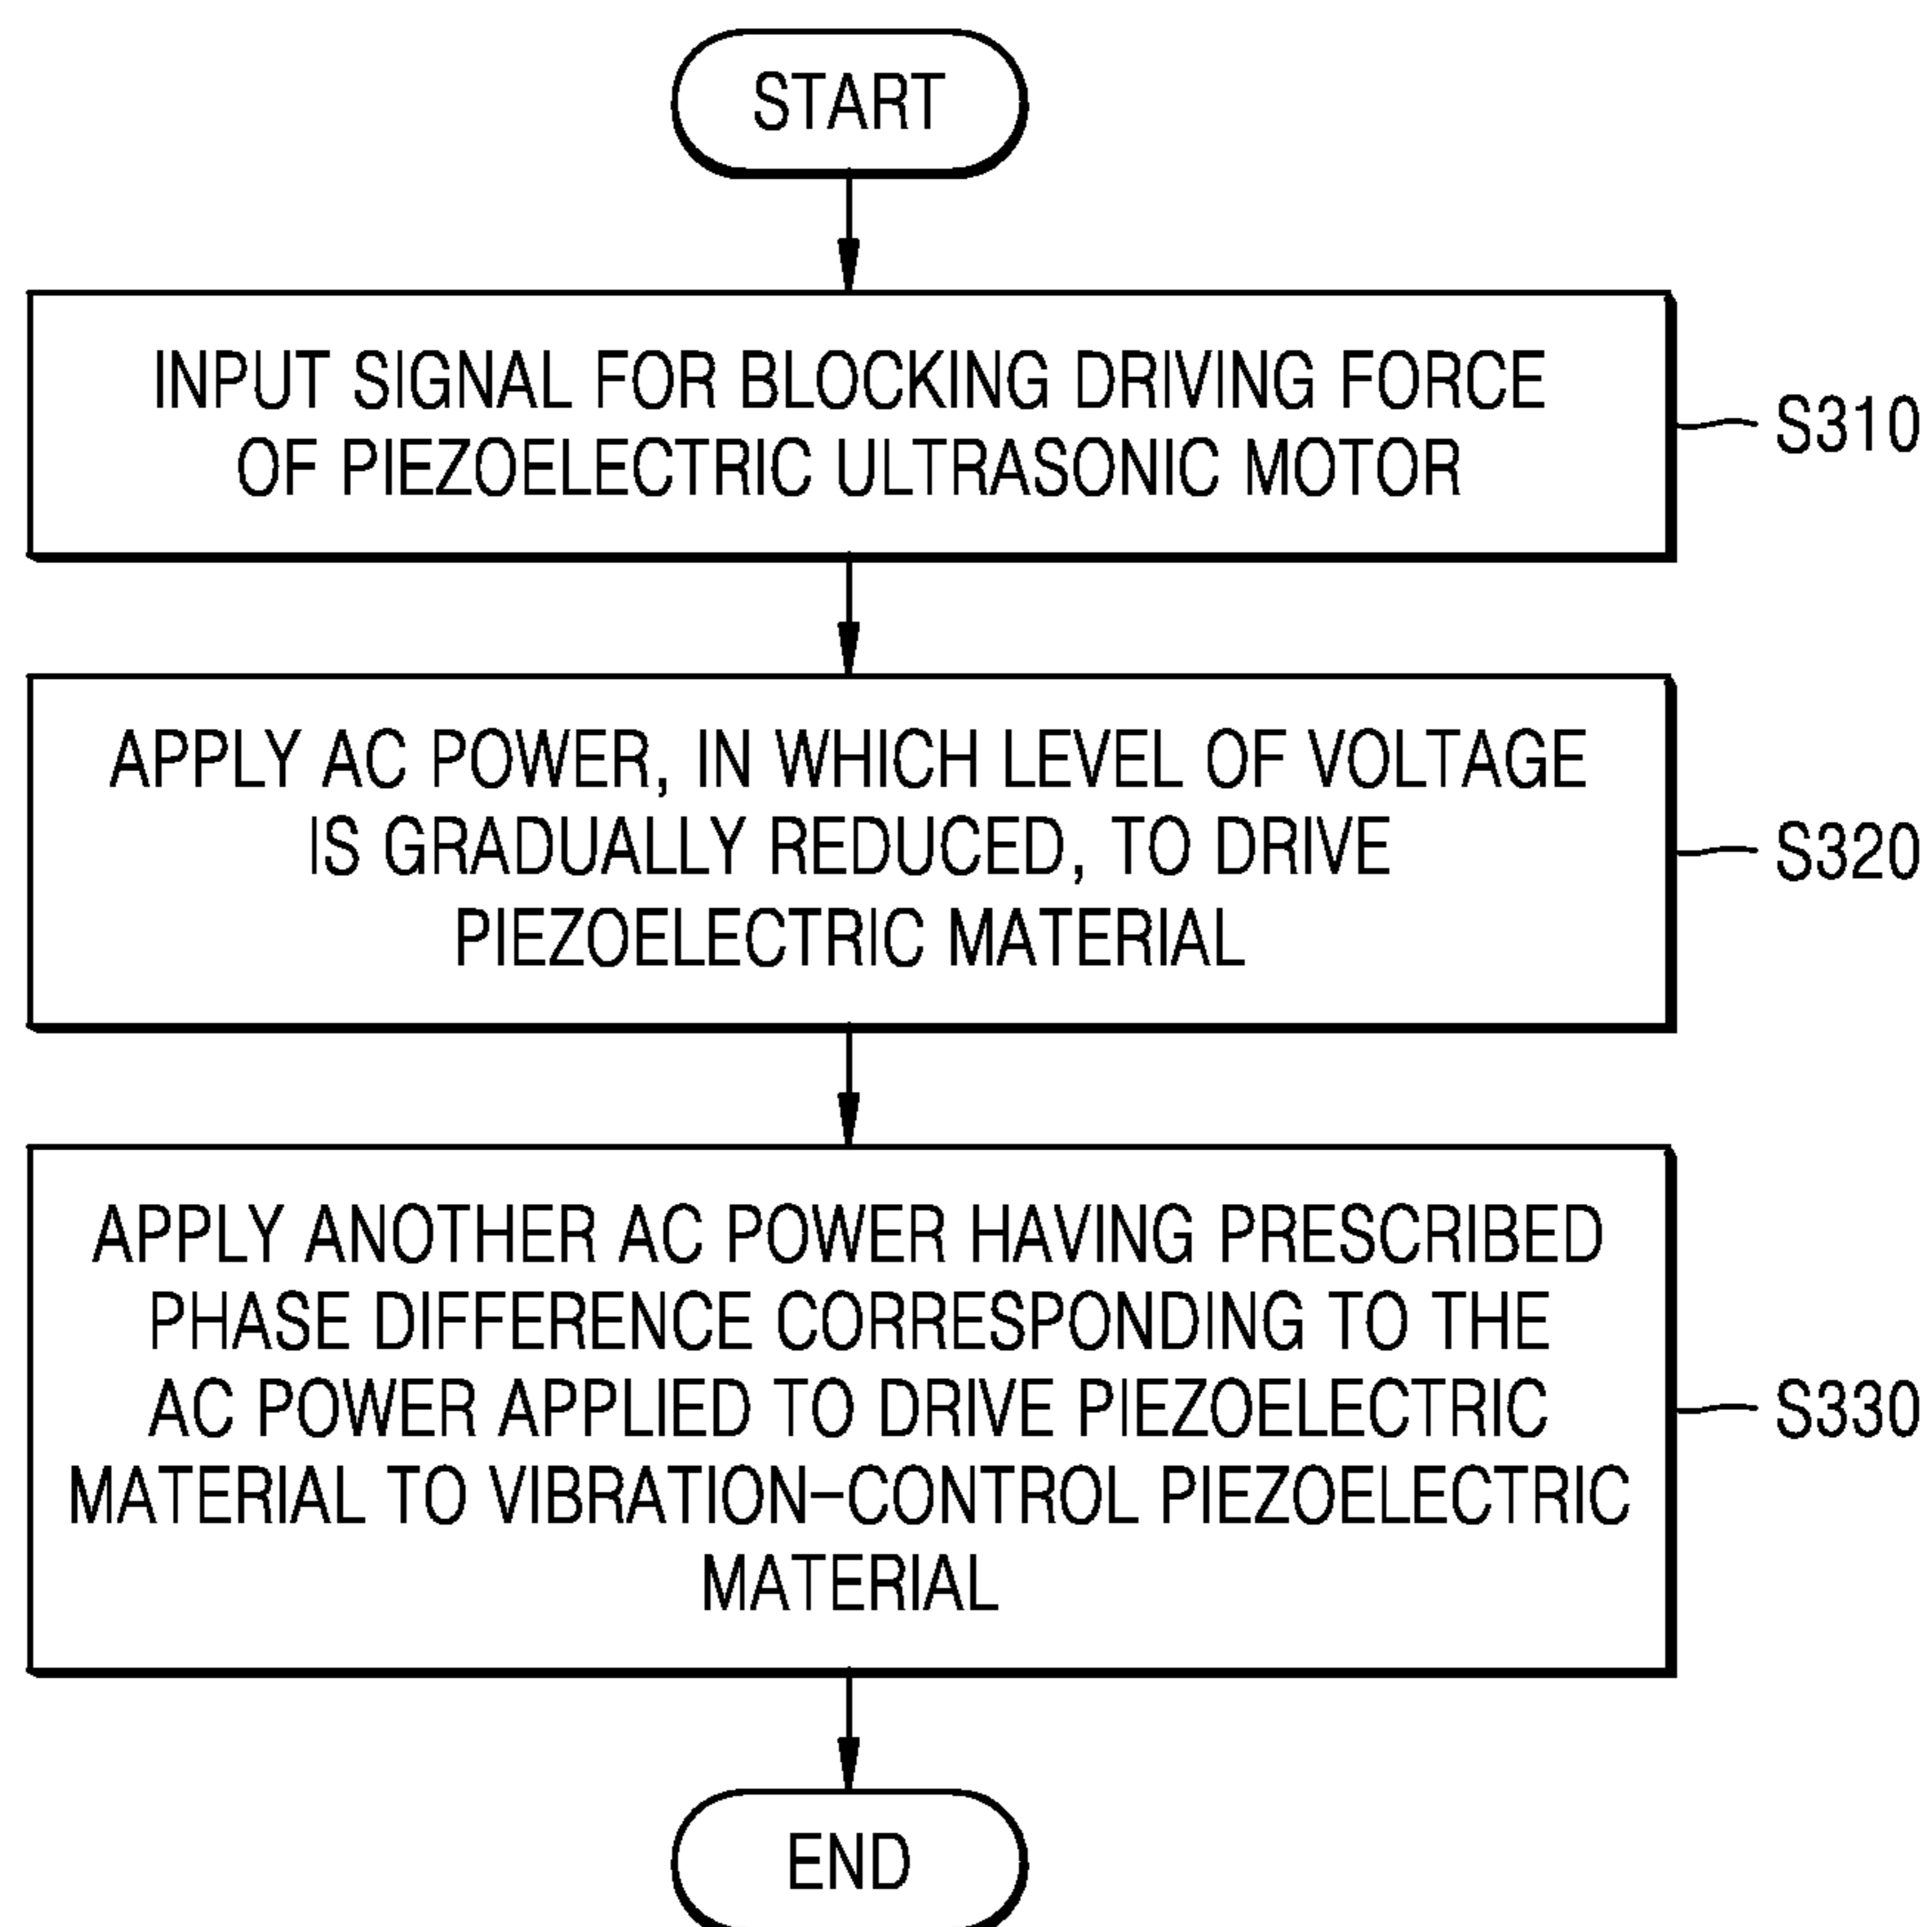 START
INPUT SIGNAL FOR BLOCKING DRIVING FORCE
OF PIEZOELECTRIC ULTRASONIC MOTOR
S310
APPLY AC POWER, IN WHICH LEVEL OF VOLTAGE
IS GRADUALLY REDUCED, TO DRIVE
PIEZOELECTRIC MATERIAL
S320
APPLY ANOTHER AC POWER HAVING PRESCRIBED
PHASE DIFFERENCE CORRESPONDING TO THE
AC POWER APPLIED TO DRIVE PIEZOELECTRIC
MATERIAL TO VIBRATION-CONTROL PIEZOELECTRIC
MATERIAL
S330
END